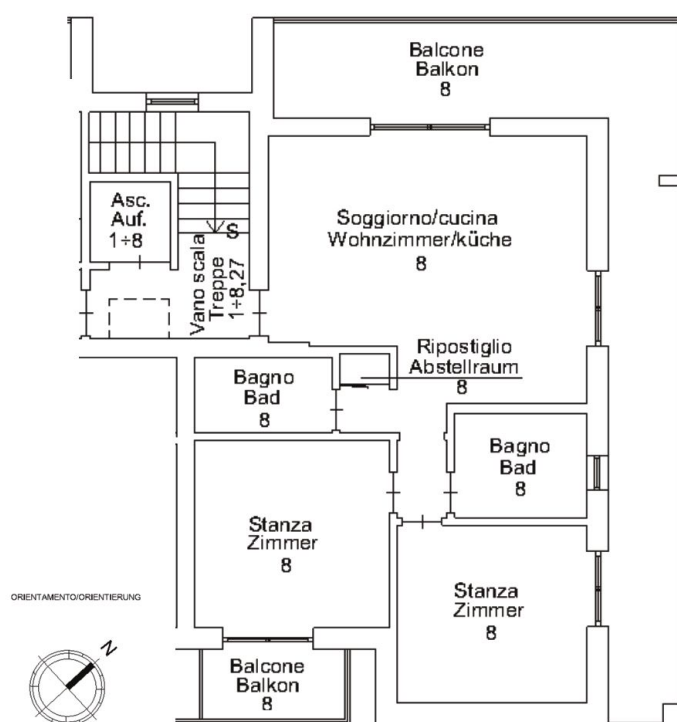 Balcone
Balkon
8
Asc.
Auf.
1÷8
S
Vano scala
Treppe
1÷8,27
Soggiorno/cucina
Wohnzimmer/küche
8
Ripostiglio
Abstellraum
8
Bagno
Bad
8
Bagno
Bad
8
Stanza
Zimmer
8
Stanza
Zimmer
8
ORIENTAMENTO/ORIENTIERUNG
N
Balcone
Balkon
8